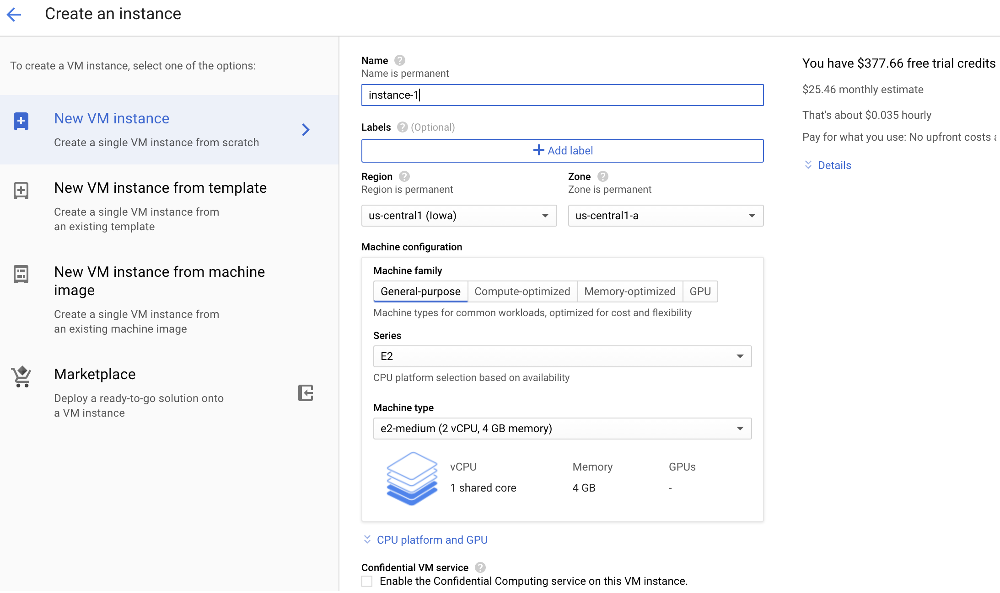 Create an instance
To create a VM instance, select one of the options:
New VM instance
Create a single VM instance from scratch
New VM instance from template
Create a single VM instance from
an existing template
New VM instance from machine
image
Create a single VM instance from
an existing machine image
Marketplace
Deploy a ready-to-go solution onto
a VM instance
Name
Name is permanent
instance-1
Labels (Optional)
Add label
Region
Region is permanent
us-central1 (Iowa)
Zone
Zone is permanent
us-central1-a
Machine configuration
Machine family
General-purpose Compute-optimized Memory-optimized GPU
Machine types for common workloads, optimized for cost and flexibility
Series
E2
CPU platform selection based on availability
Machine type
e2-medium (2 vCPU, 4 GB memory)
vCPU Memory GPUs
1 shared core 4 GB -
CPU platform and GPU
Confidential VM service
Enable the Confidential Computing service on this VM instance.
You have $377.66 free trial credits
$25.46 monthly estimate
That's about $0.035 hourly
Pay for what you use: No upfront costs
Details